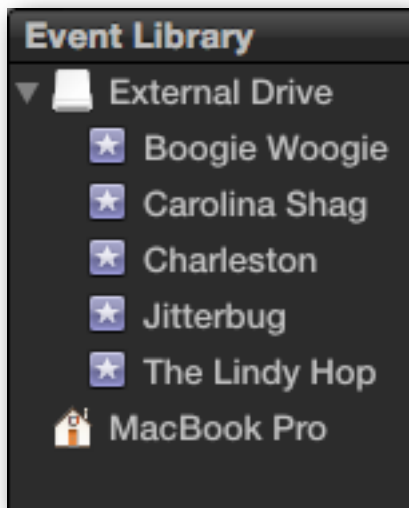 Event Library
External Drive
Boogie Woogie
Carolina Shag
Charleston
Jitterbug
The Lindy Hop
MacBook Pro